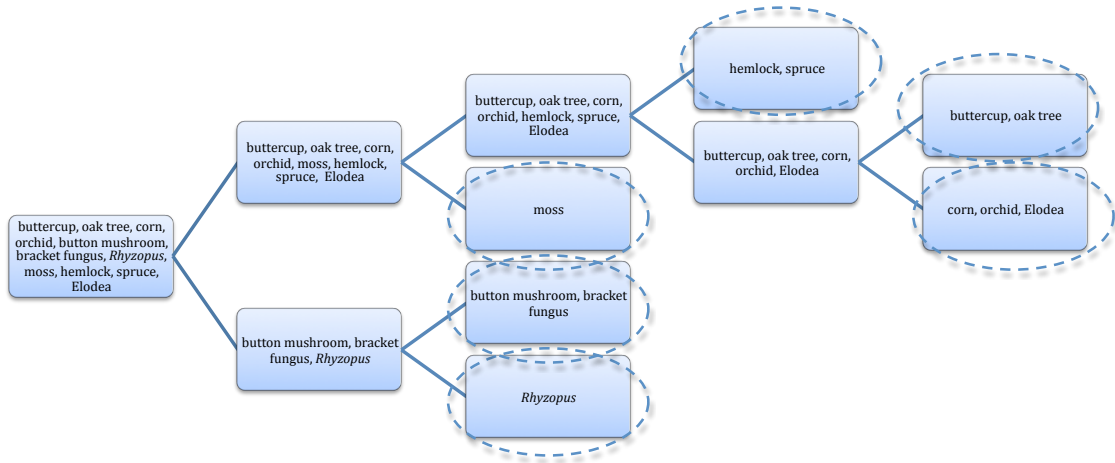 buttercup, oak tree, corn,
orchid, button mushroom,
bracket fungus, Rhyzopus,
moss, hemlock, spruce,
Elodea
buttercup, oak tree, corn,
orchid, moss, hemlock,
spruce, Elodea
button mushroom, bracket
fungus, Rhyzopus
buttercup, oak tree, corn,
orchid, hemlock, spruce,
Elodea
moss
button mushroom, bracket
fungus
Rhyzopus
hemlock, spruce
buttercup, oak tree, corn,
orchid, Elodea
buttercup, oak tree
corn, orchid, Elodea